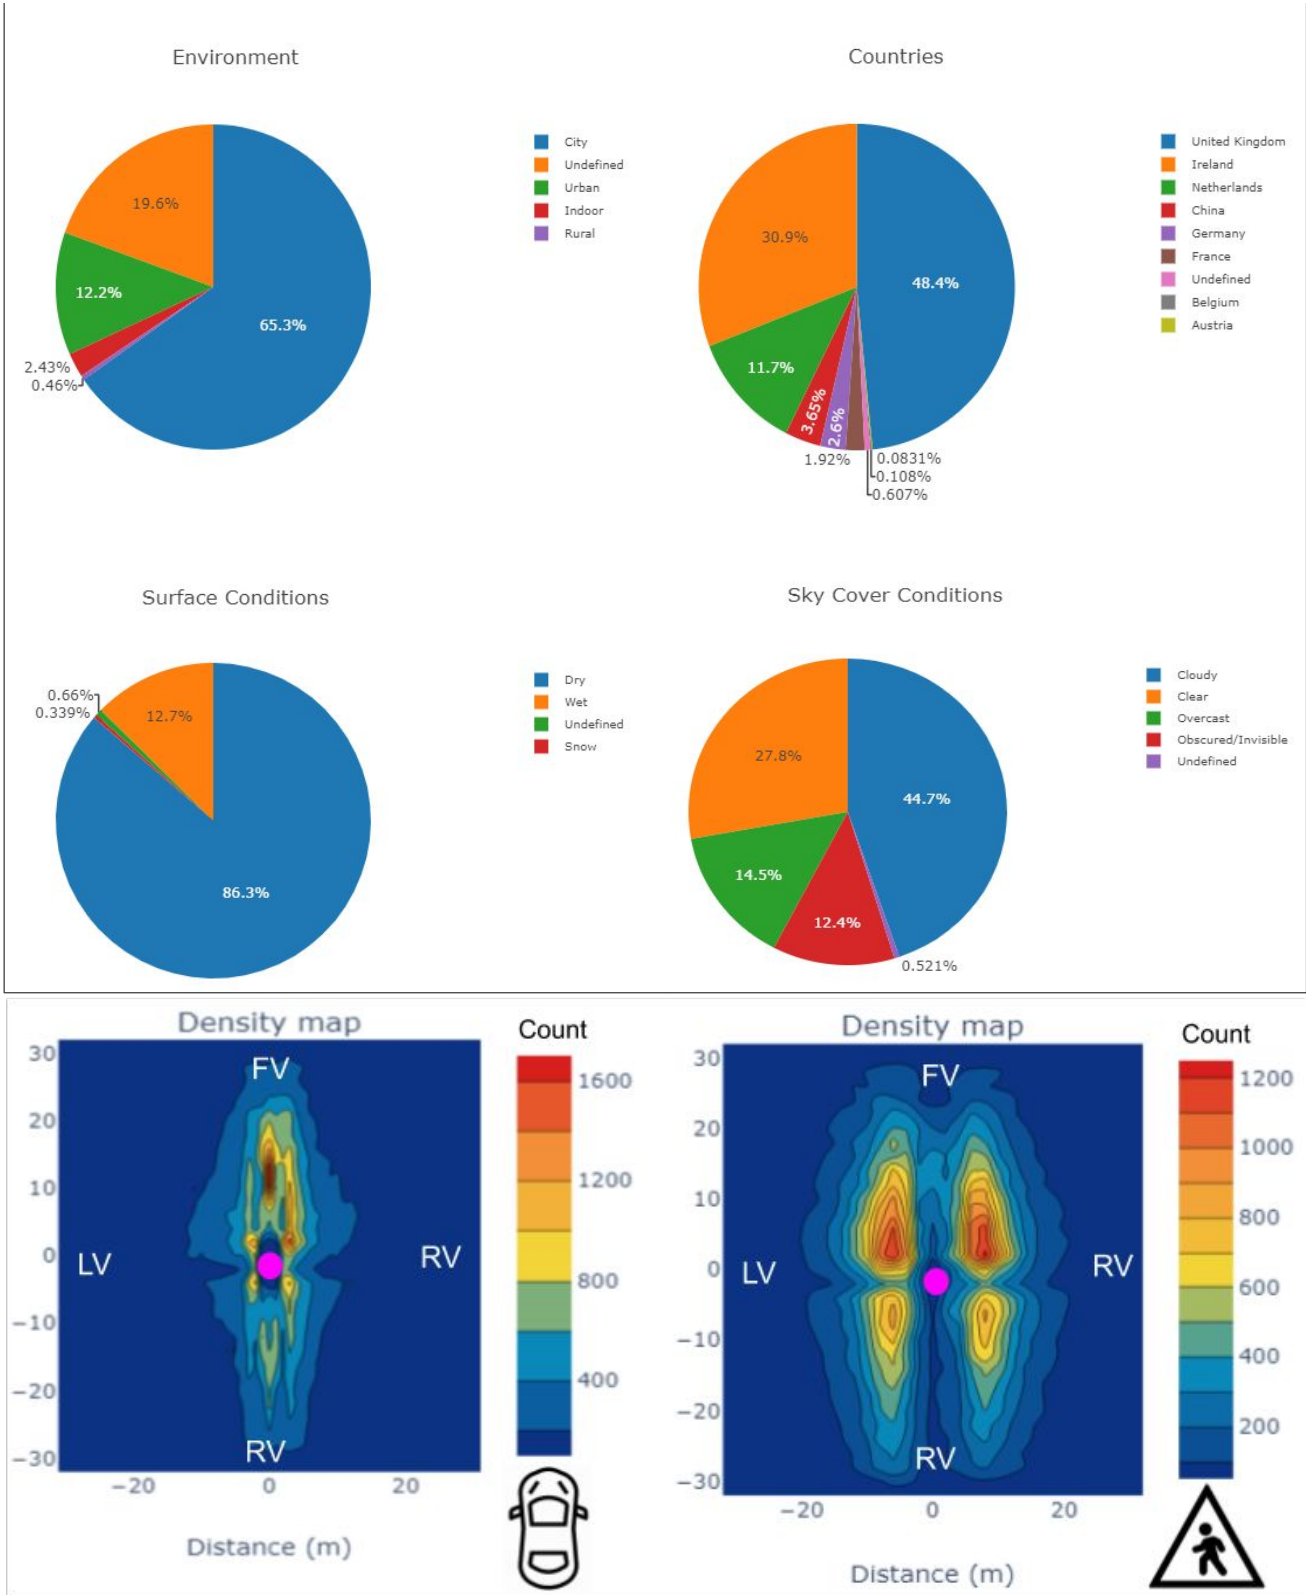 Environment
19.6%
12.2%
65.3%
2.43%
0.46%
City
Undefined
Urban
Indoor
Rural
Countries
30.9%
48.4%
11.7%
3.65%
2.6%
1.92%
0.0831%
0.108%
0.607%
United Kingdom
Ireland
Netherlands
China
Germany
France
Undefined
Belgium
Austria
Surface Conditions
0.66%
0.339%
12.7%
86.3%
Dry
Wet
Undefined
Snow
Sky Cover Conditions
27.8%
44.7%
14.5%
12.4%
0.521%
Cloudy
Clear
Overcast
Obscured/Invisible
Undefined
Density map
Count
30
20
10
0
−10
−20
−30
FV
LV
RV
RV
−20
0
20
Distance (m)
1600
1200
800
400
Density map
Count
30
20
10
0
−10
−20
−30
FV
LV
RV
RV
−20
0
20
Distance (m)
1200
1000
800
600
400
200